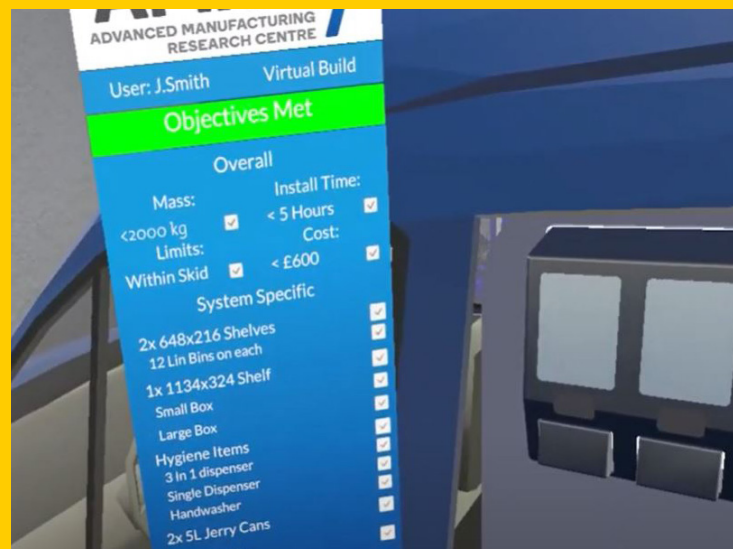 ADVANCED MANUFACTURING
RESEARCH CENTRE
User: J.Smith Virtual Build
Objectives Met
Overall
Mass: Install Time:
<2000 kg < 5 Hours
Limits: Cost:
Within Skid < £600
System Specific
2x 648x216 Shelves
12 Lin Bins on each
1x 1134x324 Shelf
Small Box
Large Box
Hygiene Items
3 in 1 dispenser
Single Dispenser
Handwasher
2x 5L Jerry Cans